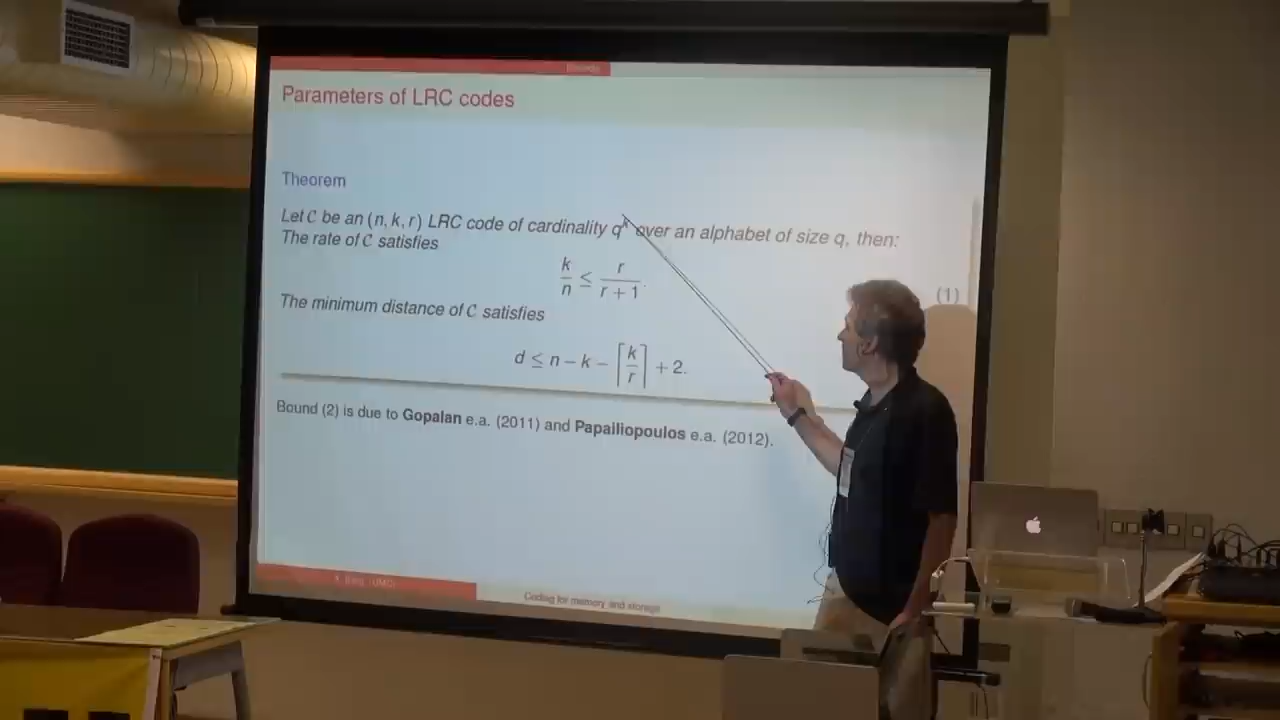 Bounds
Parameters of LRC codes
Theorem
Let C be an (n, k, r) LRC code of cardinality q^k over an alphabet of size q, then:
The rate of C satisfies
k/n ≤ r/(r + 1).
(1)
The minimum distance of C satisfies
d ≤ n − k − ⌈k/r⌉ + 2.
Bound (2) is due to Gopalan e.a. (2011) and Papailiopoulos e.a. (2012).
Coding for memory and storage